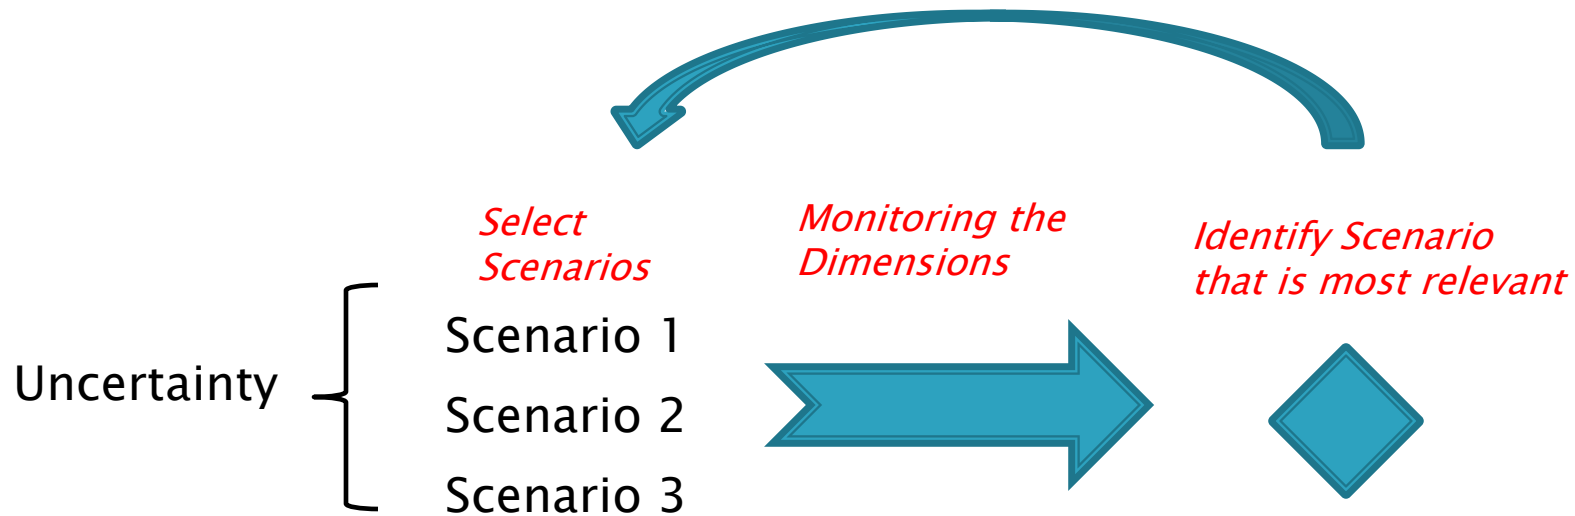 Select
Scenarios
Monitoring the
Dimensions
Identify Scenario
that is most relevant
Uncertainty
Scenario 1
Scenario 2
Scenario 3